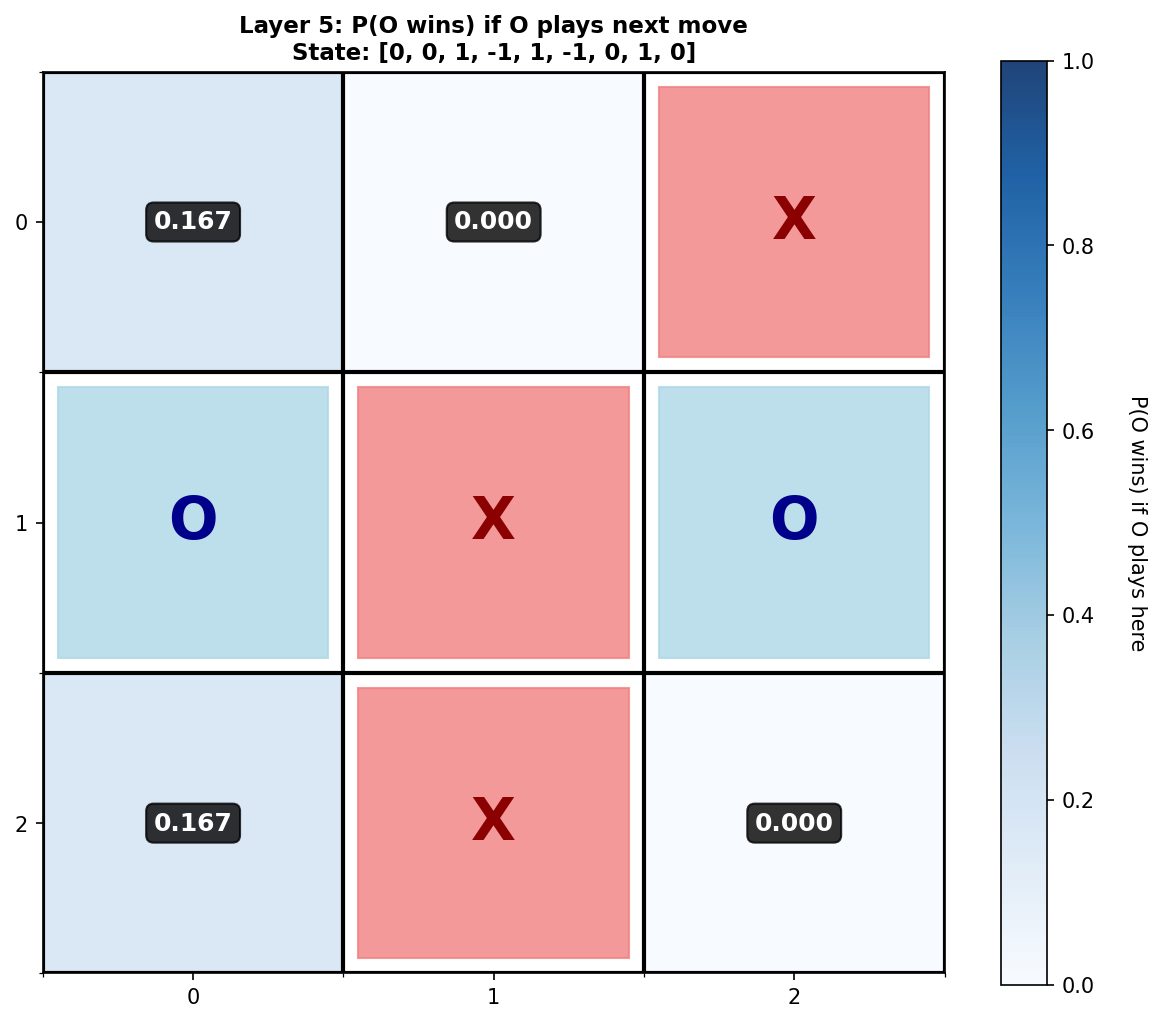 Layer 5: P(O wins) if O plays next move
State: [0, 0, 1, -1, 1, -1, 0, 1, 0]
0
0.167
0.000
X
1
O
X
O
2
0.167
X
0.000
0
1
2
1.0
0.8
0.6
0.4
0.2
0.0
P(O wins) if O plays here